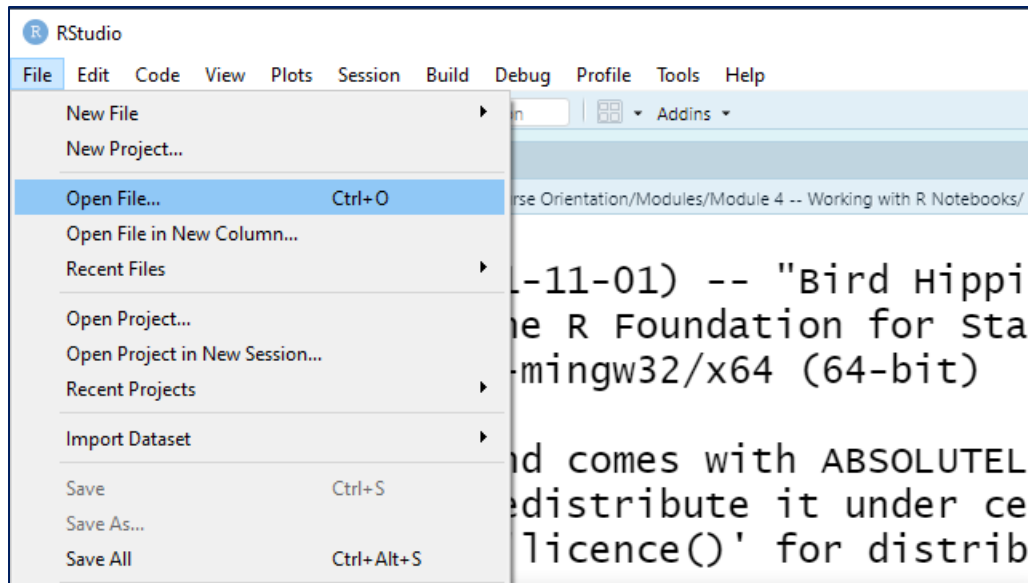 RStudio
File Edit Code View Plots Session Build Debug Profile Tools Help
Addins
New File
New Project...
Open File... Ctrl+O
rse Orientation/Modules/Module 4 -- Working with R Notebooks/
Open File in New Column...
Recent Files
1-11-01) -- "Bird Hippi
Open Project...
he R Foundation for Sta
Open Project in New Session...
-mingw32/x64 (64-bit)
Recent Projects
Import Dataset
nd comes with ABSOLUTEL
Save Ctrl+S
edistribute it under ce
Save As...
'licence()' for distrib
Save All Ctrl+Alt+S